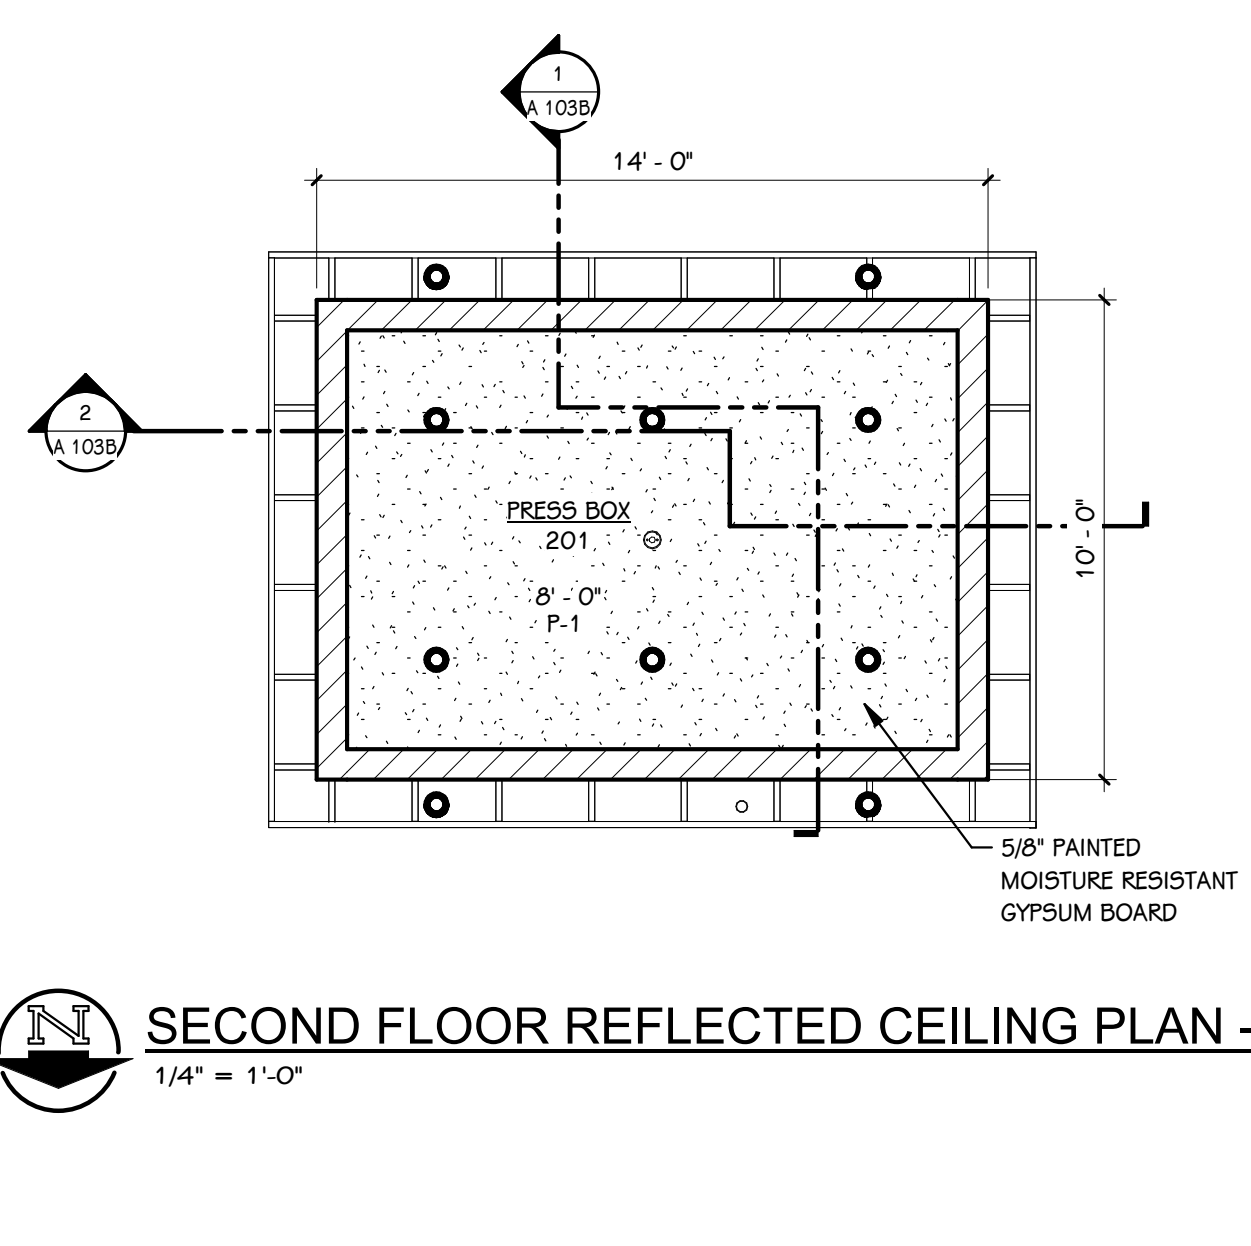 1
A 103B
14' - 0"
2
A 103B
PRESS BOX
201
8' - 0"
P-1
10' - 0"
5/8" PAINTED
MOISTURE RESISTANT
GYPSUM BOARD
N
SECOND FLOOR REFLECTED CEILING PLAN -
1/4" = 1'-0"